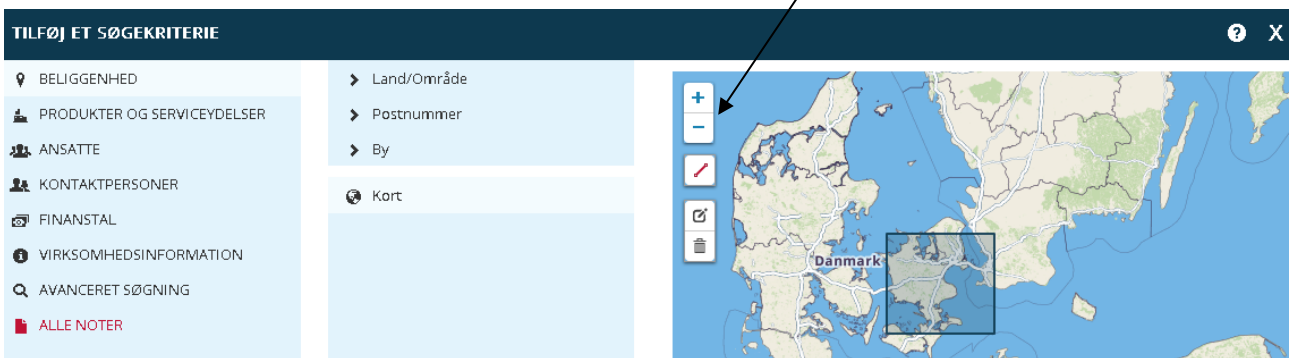 TILFØJ ET SØGEKRITERIE
? X
BELIGGENHED
PRODUKTER OG SERVICEYDELSER
ANSATTE
KONTAKTPERSONER
FINANSTAL
VIRKSOMHEDSINFORMATION
AVANCERET SØGNING
ALLE NOTER
Land/Område
Postnummer
By
Kort
+
−
Danmark